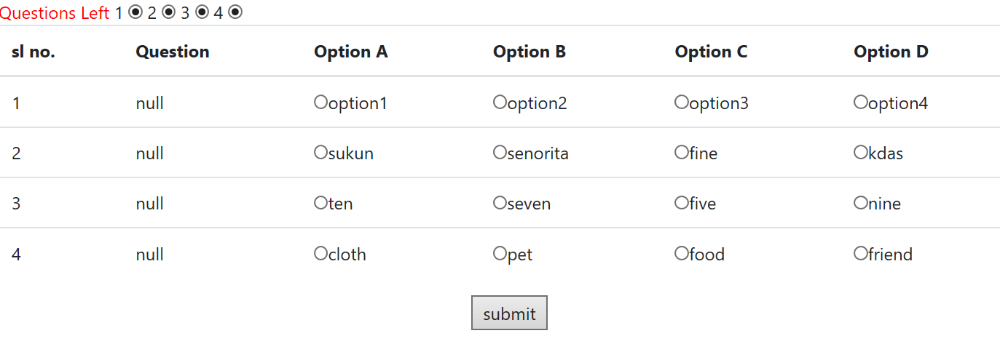 Questions Left 1 2 3 4
sl no. Question Option A Option B Option C Option D
1 null option1 option2 option3 option4
2 null sukun senorita fine kdas
3 null ten seven five nine
4 null cloth pet food friend
submit